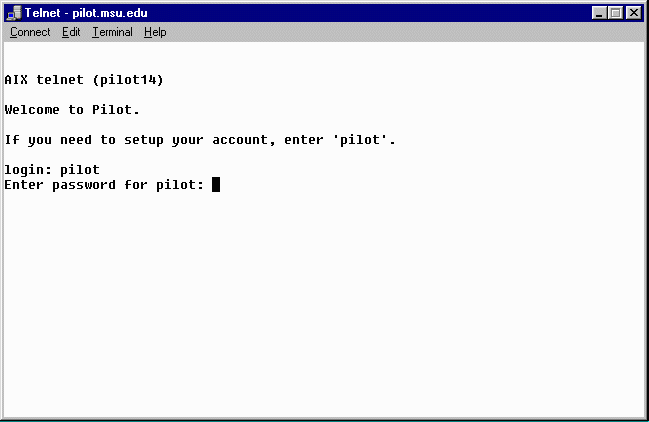 Telnet - pilot.msu.edu
Connect Edit Terminal Help
AIX telnet (pilot14)
Welcome to Pilot.
If you need to setup your account, enter 'pilot'.
login: pilot
Enter password for pilot: